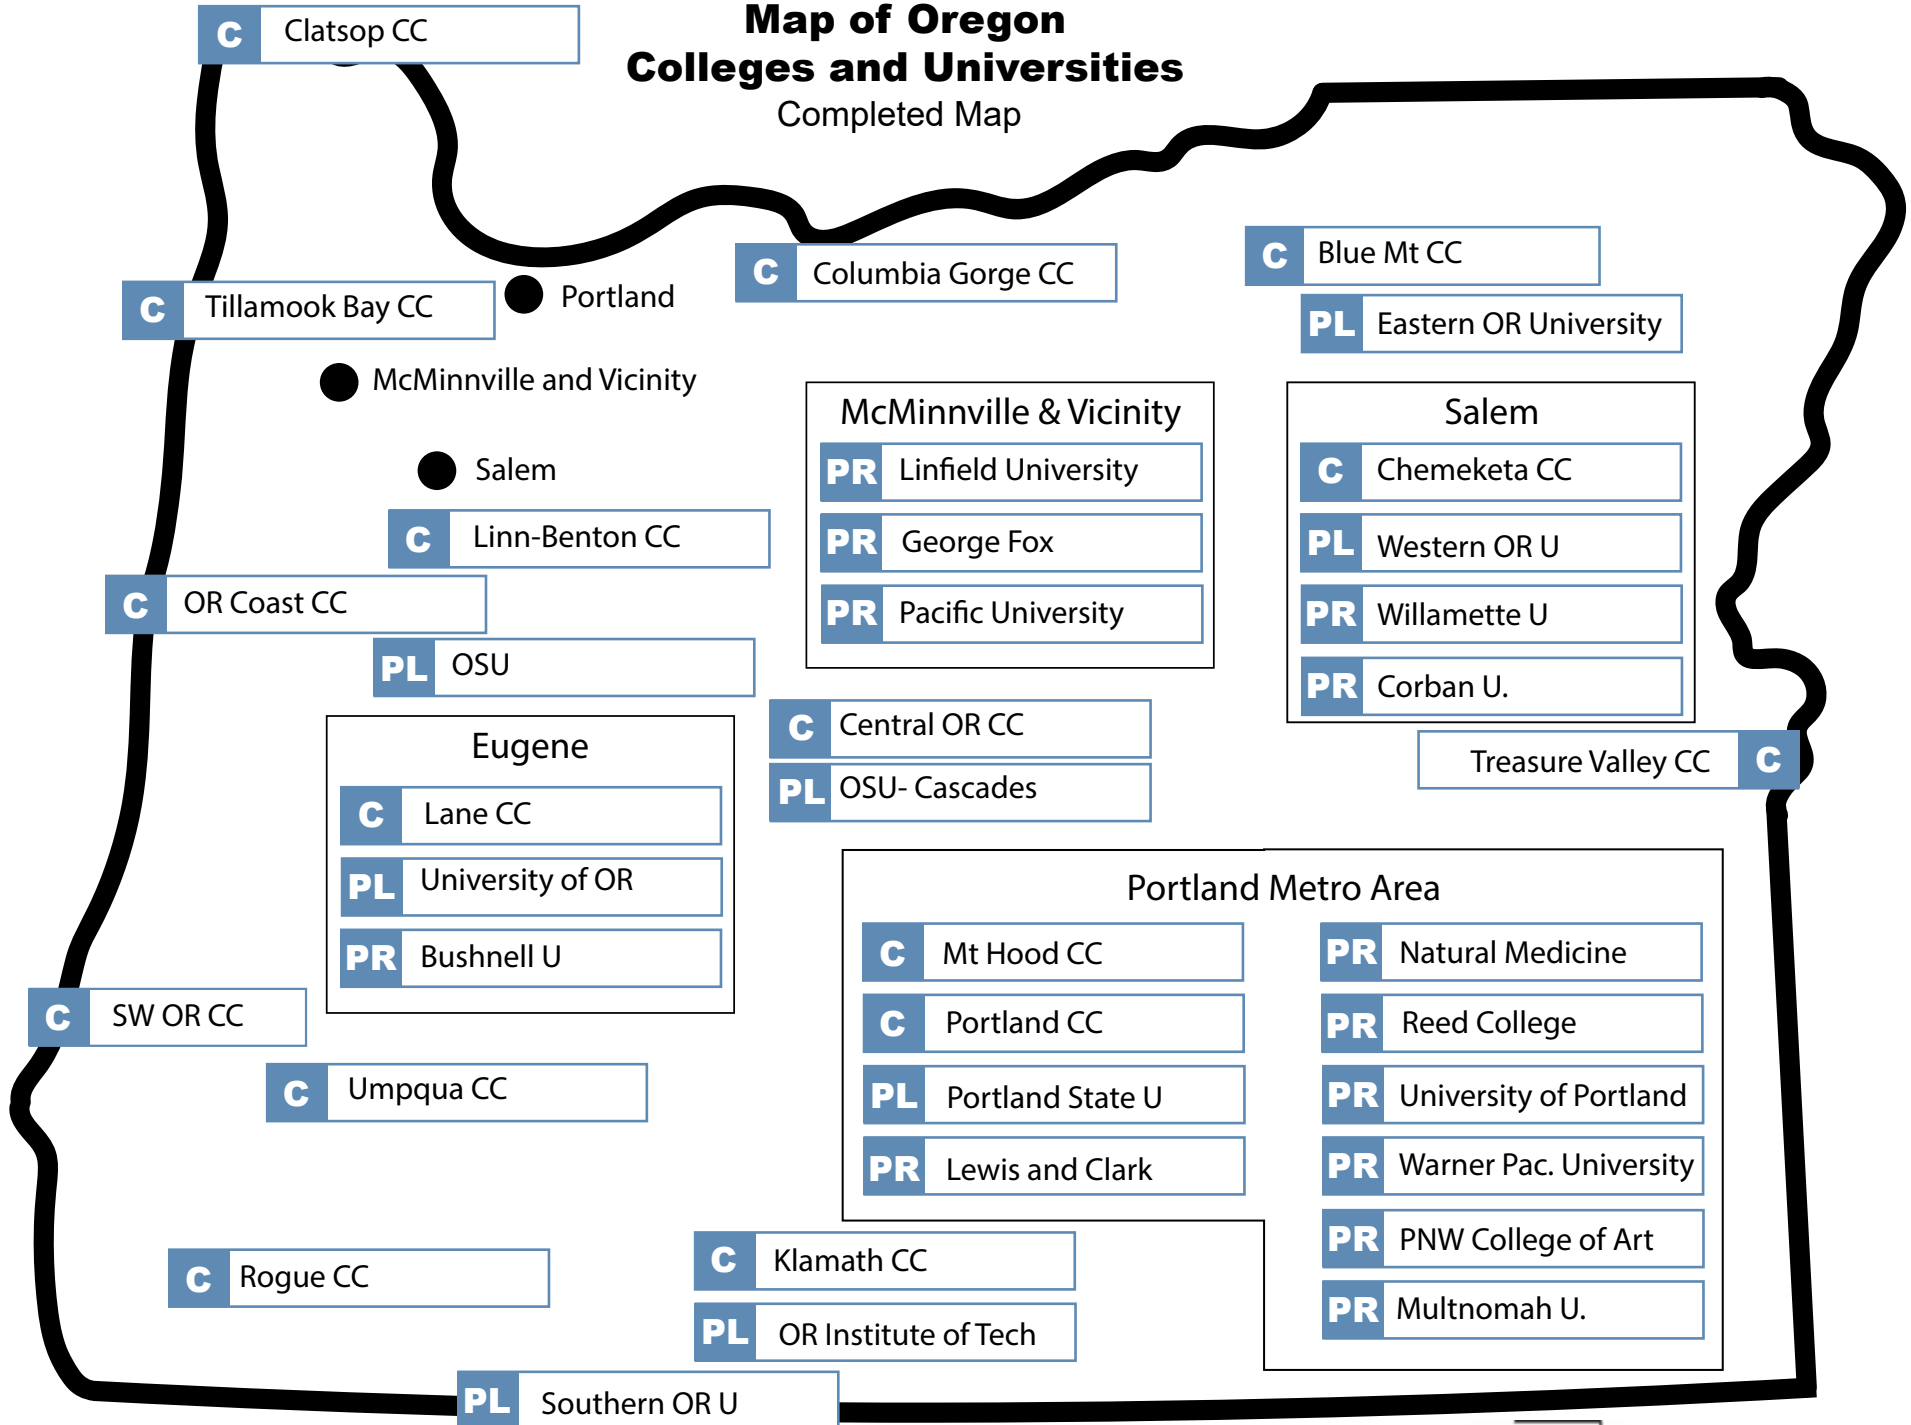 Map of Oregon
Colleges and Universities
Completed Map
C Clatsop CC
C Columbia Gorge CC
C Blue Mt CC
PL Eastern OR University
C Tillamook Bay CC
Portland
McMinnville and Vicinity
Salem
C Linn-Benton CC
C OR Coast CC
PL OSU
McMinnville & Vicinity
PR Linfield University
PR George Fox
PR Pacific University
Salem
C Chemeketa CC
PL Western OR U
PR Willamette U
PR Corban U.
Treasure Valley CC C
C Central OR CC
PL OSU- Cascades
Eugene
C Lane CC
PL University of OR
PR Bushnell U
Portland Metro Area
C Mt Hood CC
C Portland CC
PL Portland State U
PR Lewis and Clark
PR Natural Medicine
PR Reed College
PR University of Portland
PR Warner Pac. University
PR PNW College of Art
PR Multnomah U.
C SW OR CC
C Umpqua CC
C Rogue CC
C Klamath CC
PL OR Institute of Tech
PL Southern OR U